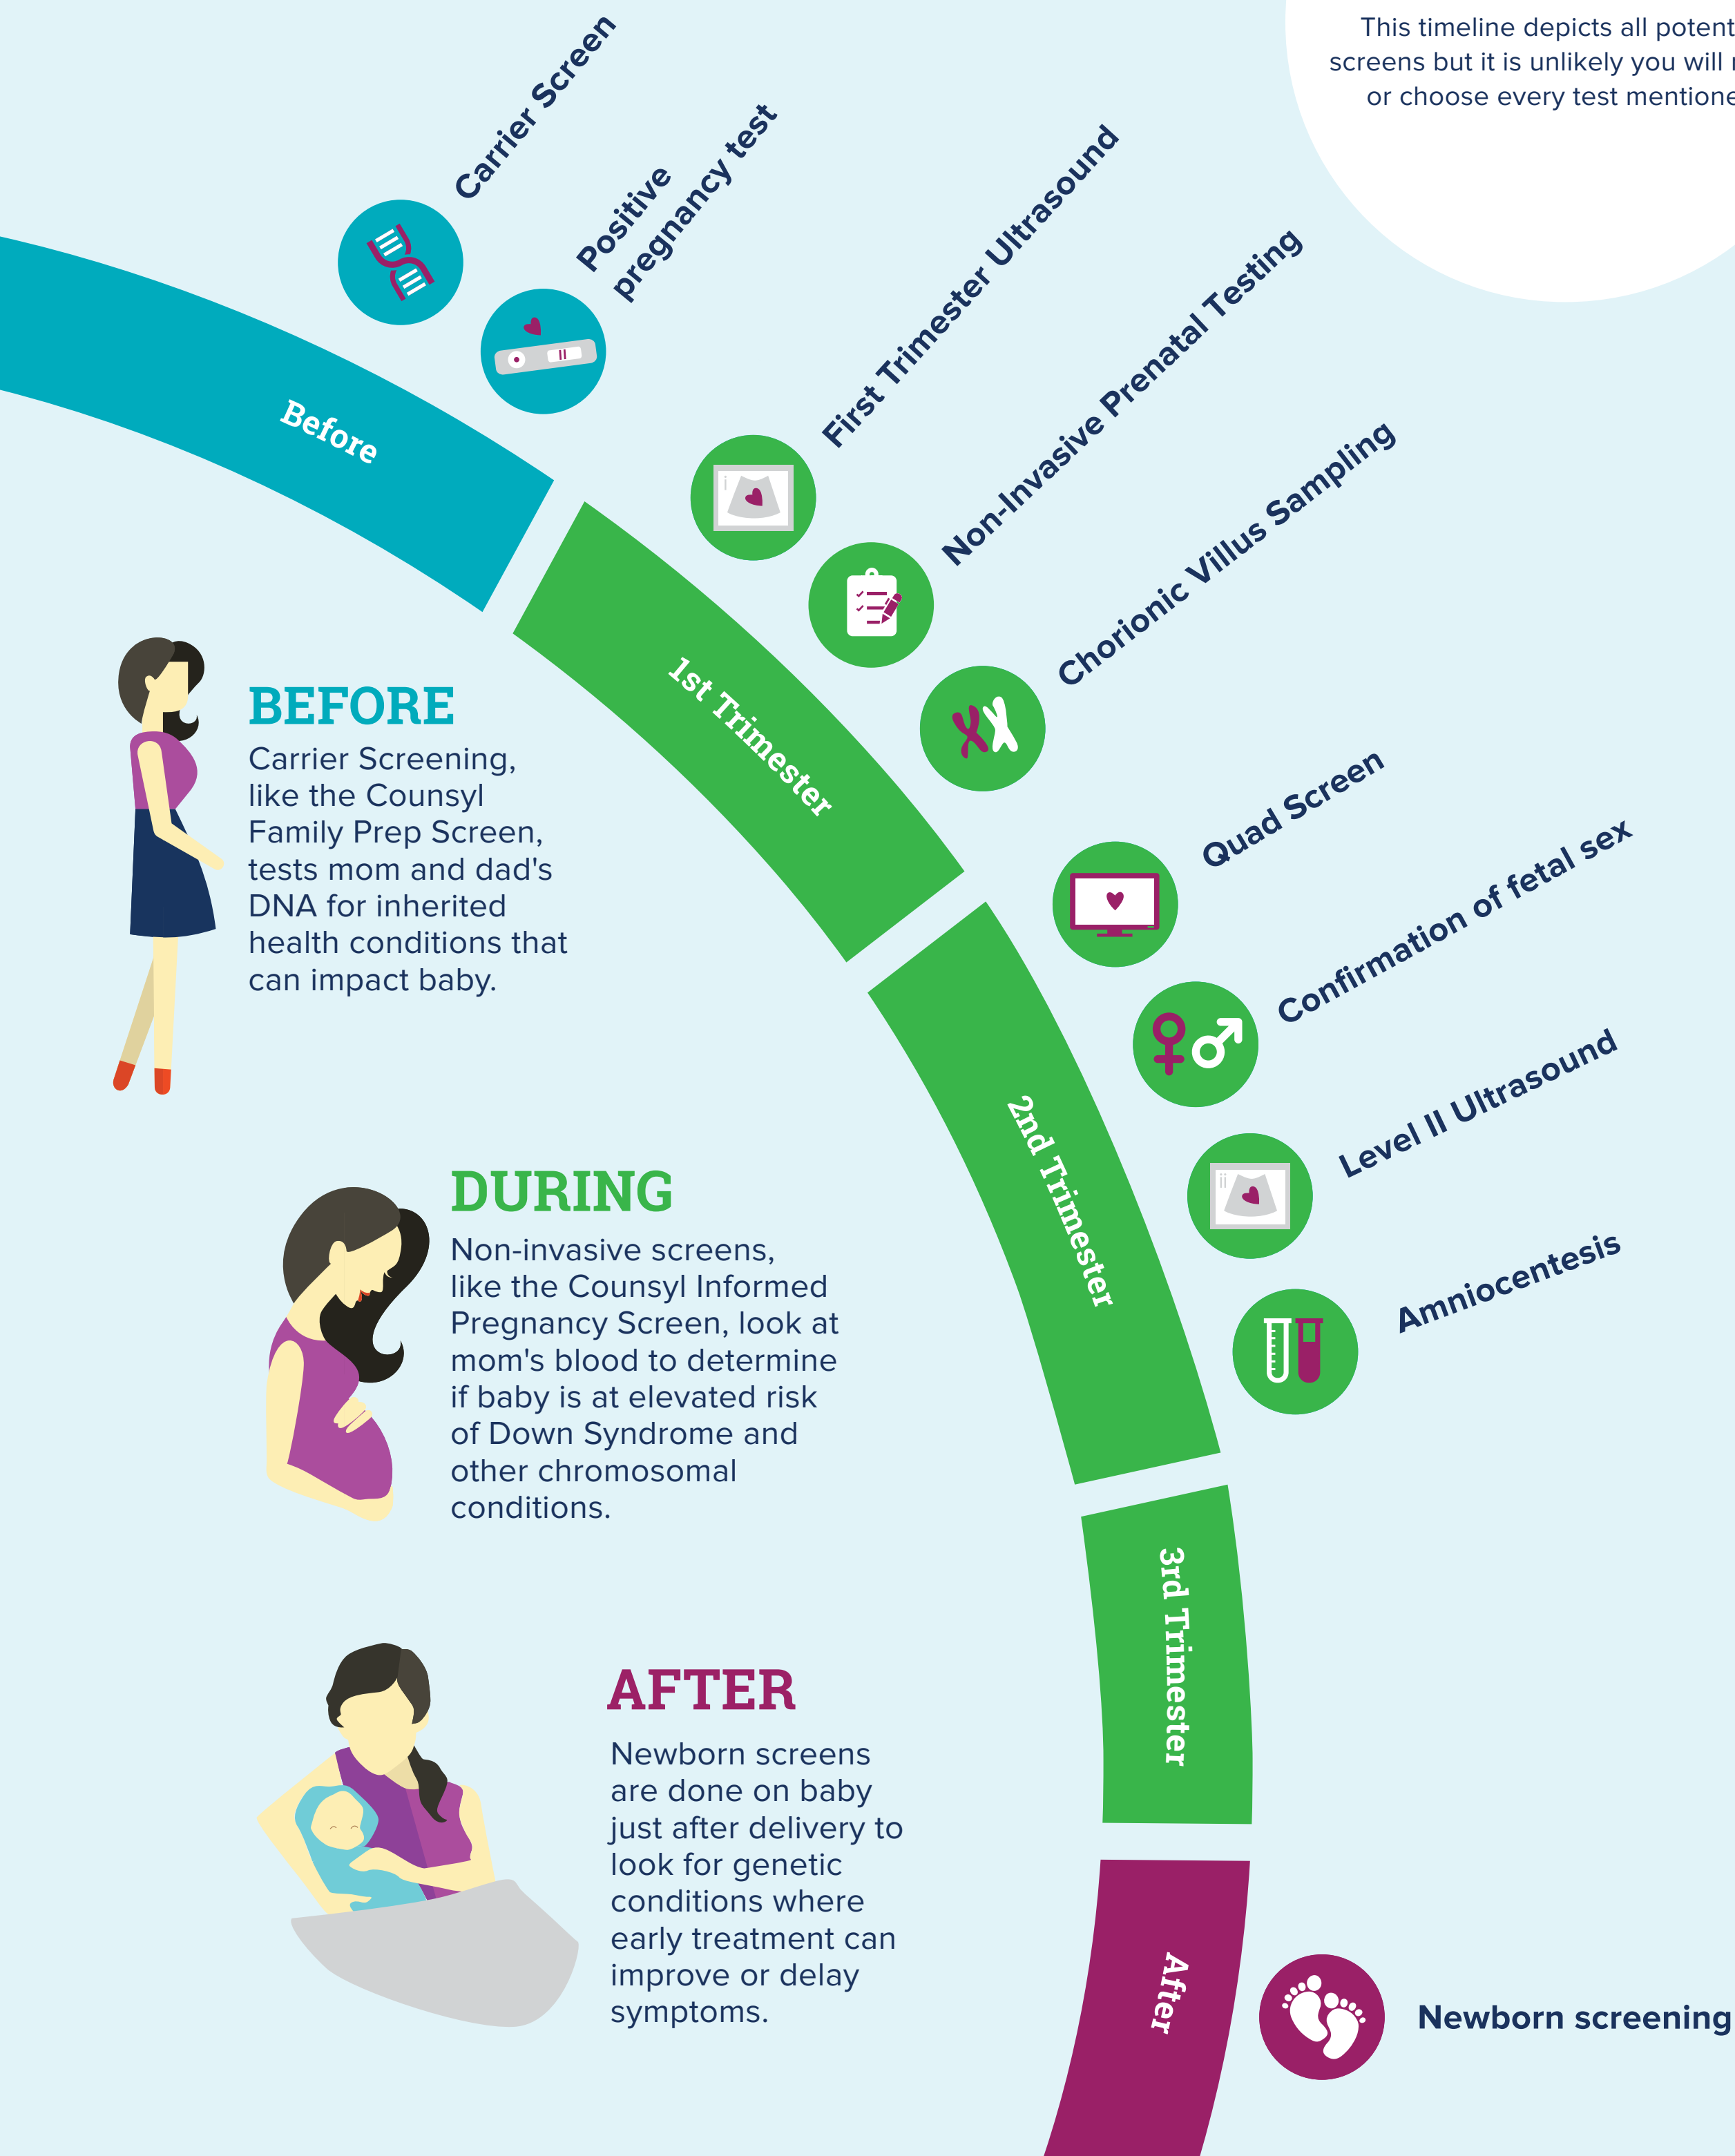 This timeline depicts all potent
screens but it is unlikely you will
or choose every test mentione
Carrier Screen
Positive
pregnancy test
First Trimester Ultrasound
Non-Invasive Prenatal Testing
Chorionic Villus Sampling
Quad Screen
Confirmation of fetal sex
Level II Ultrasound
Amniocentesis
Newborn screening
Before
1st Trimester
2nd Trimester
3rd Trimester
After
i
ii
BEFORE
Carrier Screening,
like the Counsyl
Family Prep Screen,
tests mom and dad's
DNA for inherited
health conditions that
can impact baby.
DURING
Non-invasive screens,
like the Counsyl Informed
Pregnancy Screen, look at
mom's blood to determine
if baby is at elevated risk
of Down Syndrome and
other chromosomal
conditions.
AFTER
Newborn screens
are done on baby
just after delivery to
look for genetic
conditions where
early treatment can
improve or delay
symptoms.